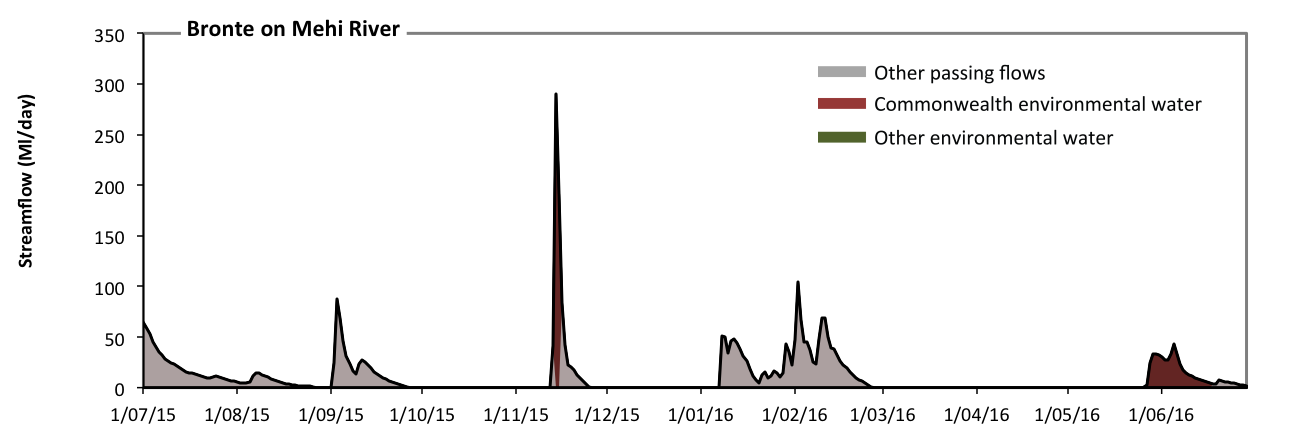 Bronte on Mehi River
350
300
250
200
150
100
50
0
Streamflow (Ml/day)
Other passing flows
Commonwealth environmental water
Other environmental water
1/07/15 1/08/15 1/09/15 1/10/15 1/11/15 1/12/15 1/01/16 1/02/16 1/03/16 1/04/16 1/05/16 1/06/16